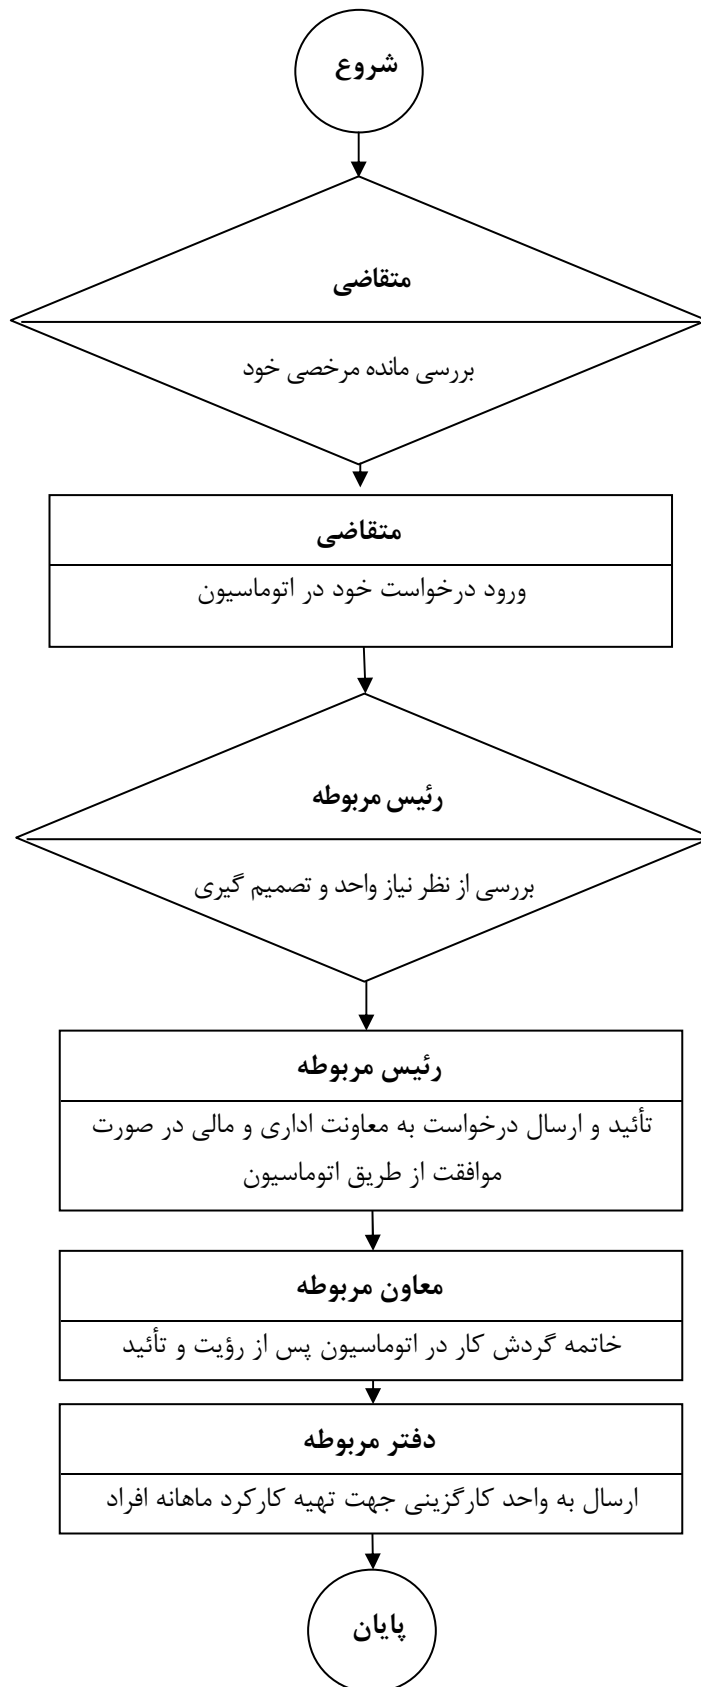 شروع
متقاضی
بررسی مانده مرخصی خود
متقاضی
ورود درخواست خود در اتوماسیون
رئیس مربوطه
بررسی از نظر نیاز واحد و تصمیم گیری
رئیس مربوطه
تأئید و ارسال درخواست به معاونت اداری و مالی در صورت
موافقت از طریق اتوماسیون
معاون مربوطه
خاتمه گردش کار در اتوماسیون پس از رؤیت و تأئید
دفتر مربوطه
ارسال به واحد کارگزینی جهت تهیه کارکرد ماهانه افراد
پایان